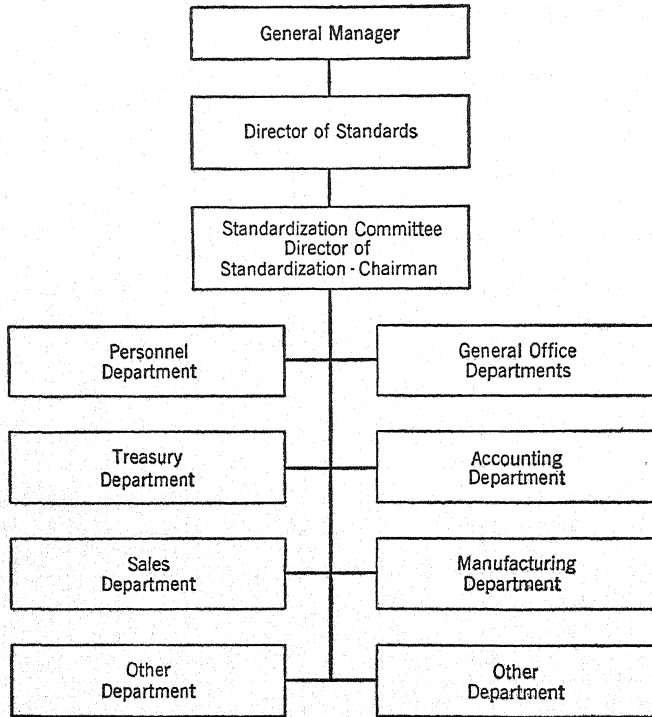 General Manager
Director of Standards
Standardization Committee
Director of
Standardization - Chairman
Personnel
Department
General Office
Departments
Treasury
Department
Accounting
Department
Sales
Department
Manufacturing
Department
Other
Department
Other
Department